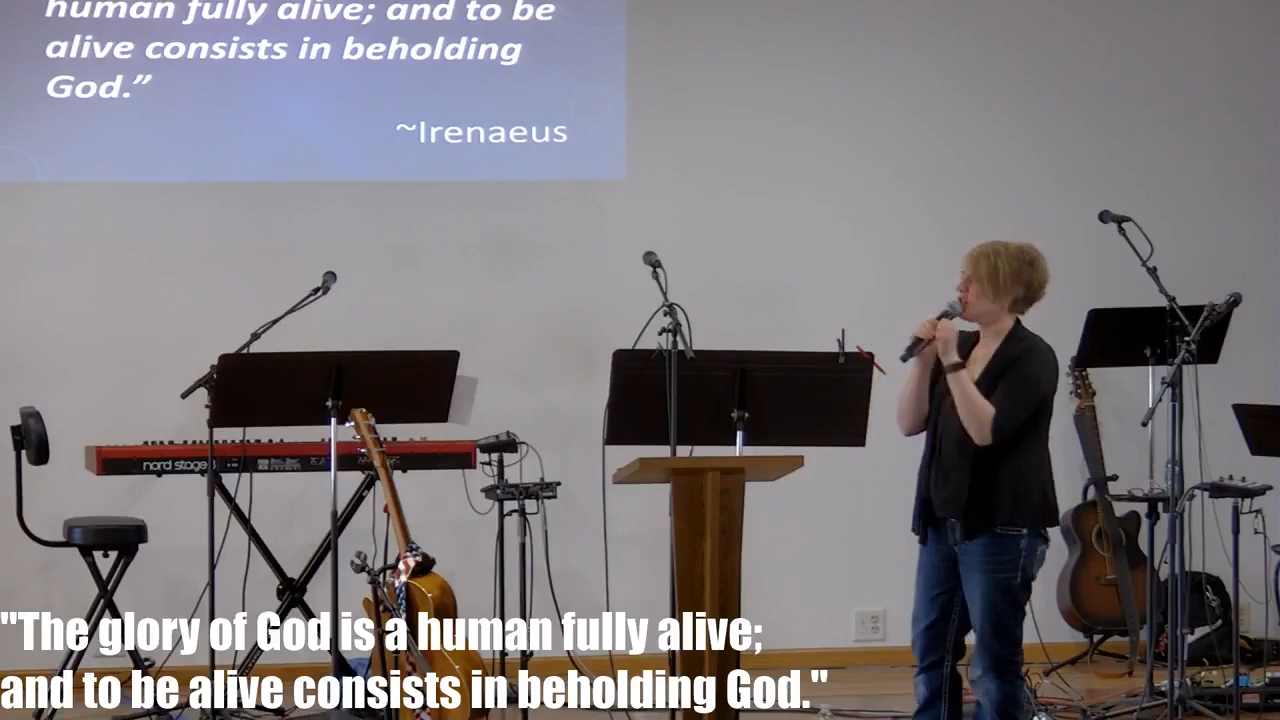 human fully alive; and to be
alive consists in beholding
God.”
~Irenaeus
nord stage
"The glory of God is a human fully alive;
and to be alive consists in beholding God."